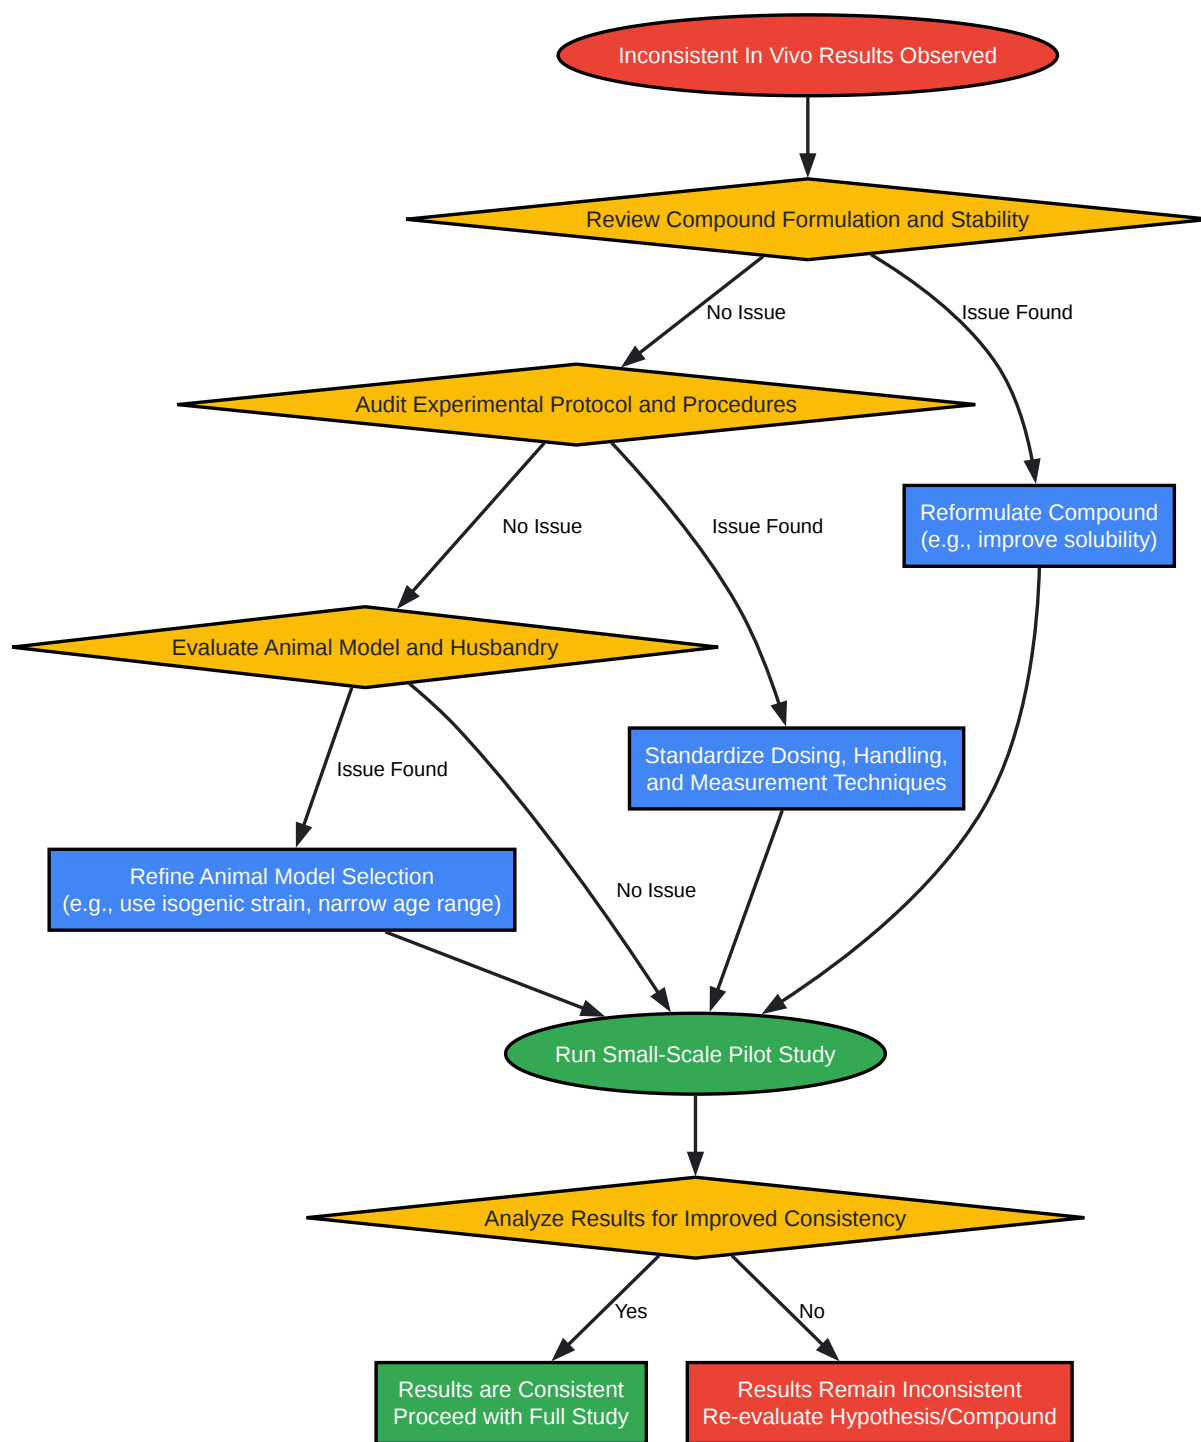 Inconsistent In Vivo Results Observed
Review Compound Formulation and Stability
No Issue
Issue Found
Audit Experimental Protocol and Procedures
Reformulate Compound
(e.g., improve solubility)
No Issue
Issue Found
Evaluate Animal Model and Husbandry
Standardize Dosing, Handling,
and Measurement Techniques
Issue Found
Refine Animal Model Selection
(e.g., use isogenic strain, narrow age range)
No Issue
Run Small-Scale Pilot Study
Analyze Results for Improved Consistency
Yes
No
Results are Consistent
Proceed with Full Study
Results Remain Inconsistent
Re-evaluate Hypothesis/Compound